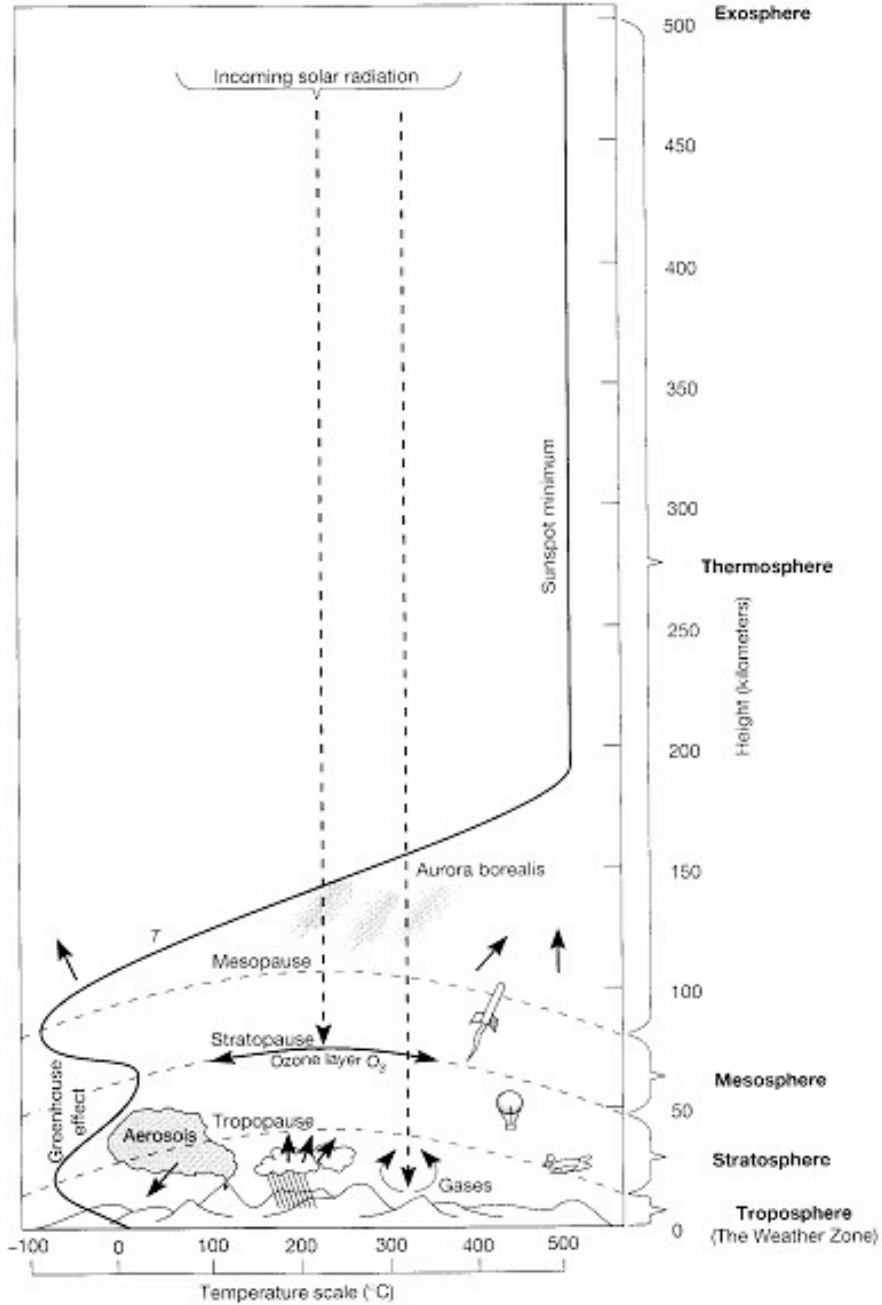 Exosphere
500
Incoming solar radiation
450
400
350
Sunspot minimum
300
Thermosphere
250
Height (kilometers)
200
150
Aurora borealis
T
Mesopause
100
Stratopause
Ozone layer O₃
Mesosphere
Greenhouse
effect
50
Tropopause
Aerosols
Stratosphere
Gases
Troposphere
0
(The Weather Zone)
−100 0 100 200 300 400 500
Temperature scale (°C)